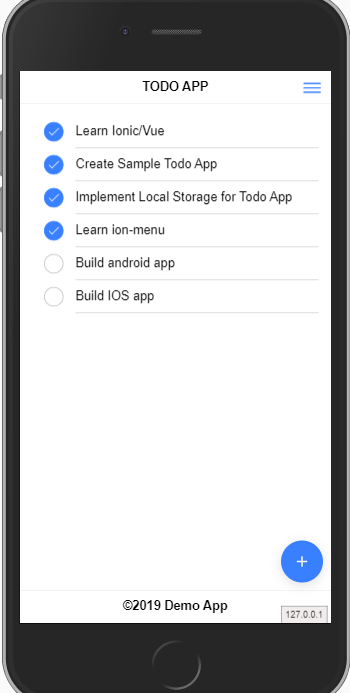 TODO APP
Learn Ionic/Vue
Create Sample Todo App
Implement Local Storage for Todo App
Learn ion-menu
Build android app
Build IOS app
+
©2019 Demo App
127.0.0.1